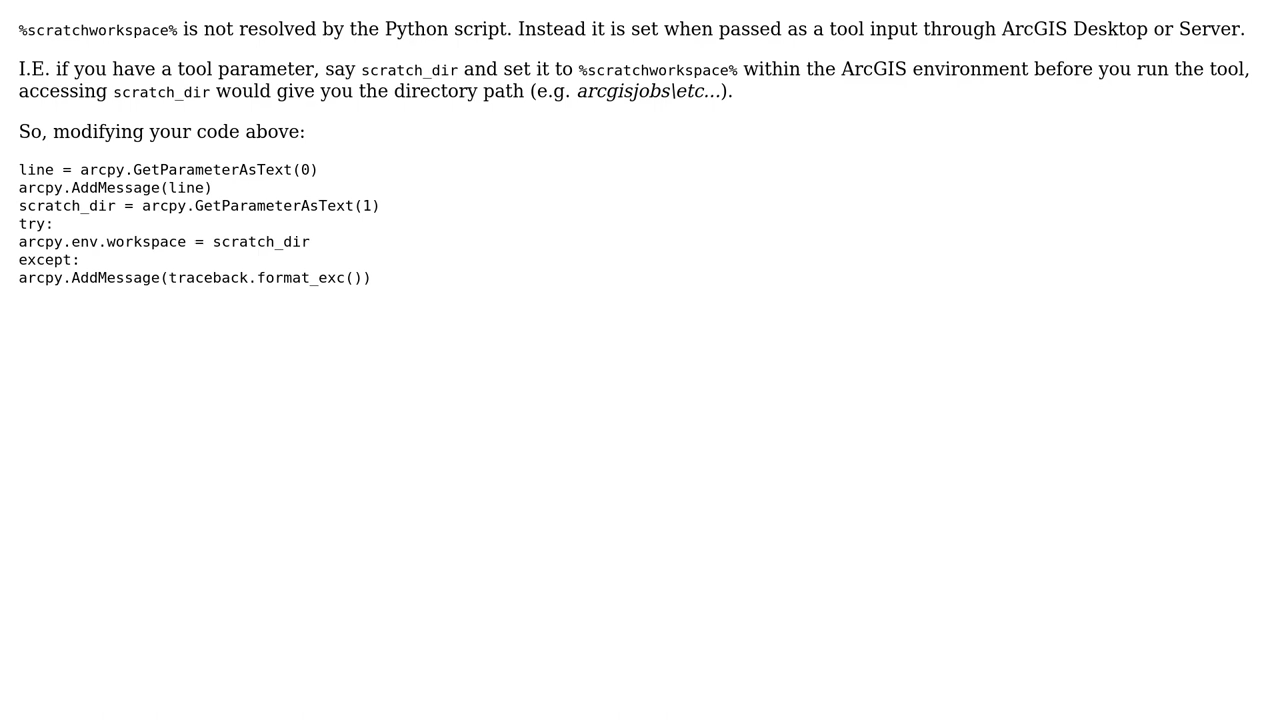 %scratchworkspace% is not resolved by the Python script. Instead it is set when passed as a tool input through ArcGIS Desktop or Server.
I.E. if you have a tool parameter, say scratch_dir and set it to %scratchworkspace% within the ArcGIS environment before you run the tool,
accessing scratch_dir would give you the directory path (e.g. arcgisjobs\etc...).
So, modifying your code above:
line = arcpy.GetParameterAsText(0)
arcpy.AddMessage(line)
scratch_dir = arcpy.GetParameterAsText(1)
try:
arcpy.env.workspace = scratch_dir
except:
arcpy.AddMessage(traceback.format_exc())